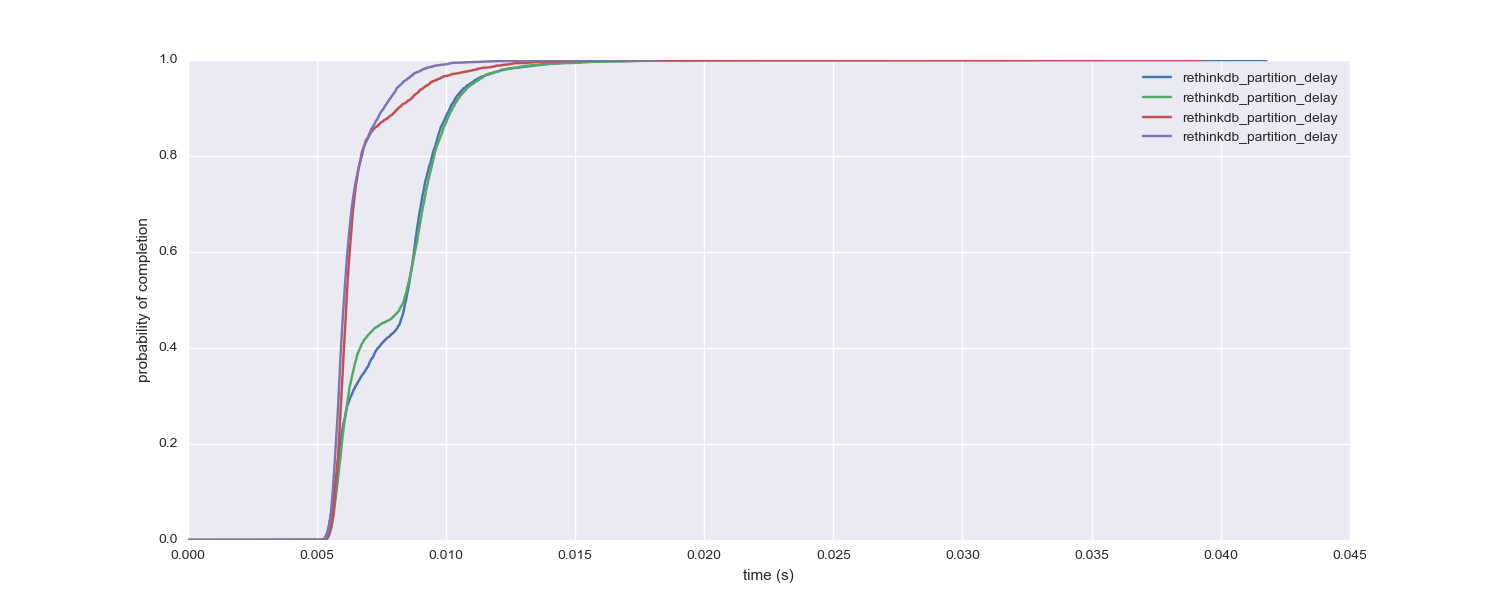 1.0
0.8
0.6
0.4
0.2
0.0
probability of completion
rethinkdb_partition_delay
rethinkdb_partition_delay
rethinkdb_partition_delay
rethinkdb_partition_delay
0.000 0.005 0.010 0.015 0.020 0.025 0.030 0.035 0.040 0.045
time (s)